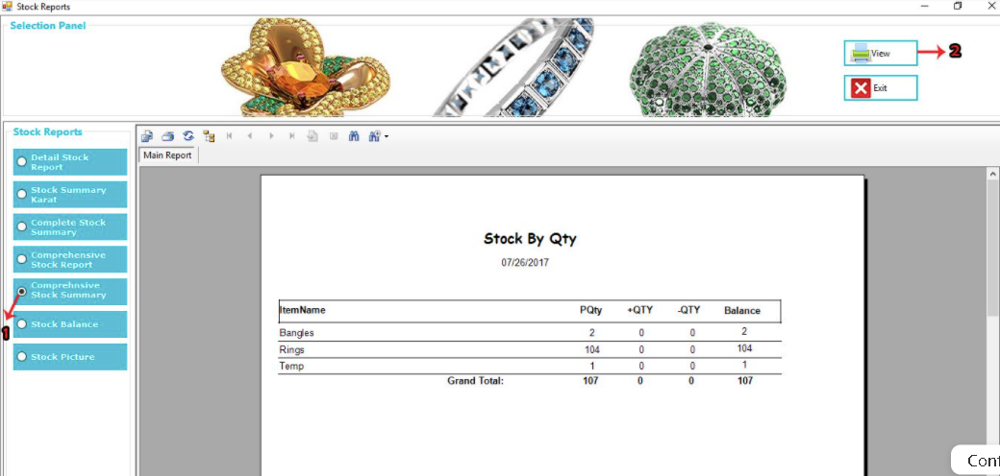 Stock Reports
Selection Panel
View
2
Exit
Stock Reports
Detail Stock
Report
Stock Summary
Karat
Complete Stock
Summary
Comprehensive
Stock Report
Comprehnsive
Stock Summary
1
Stock Balance
Stock Picture
Main Report
Stock By Qty
07/26/2017
ItemName PQty +QTY -QTY Balance
Bangles 2 0 0 2
Rings 104 0 0 104
Temp 1 0 0 1
Grand Total: 107 0 0 107